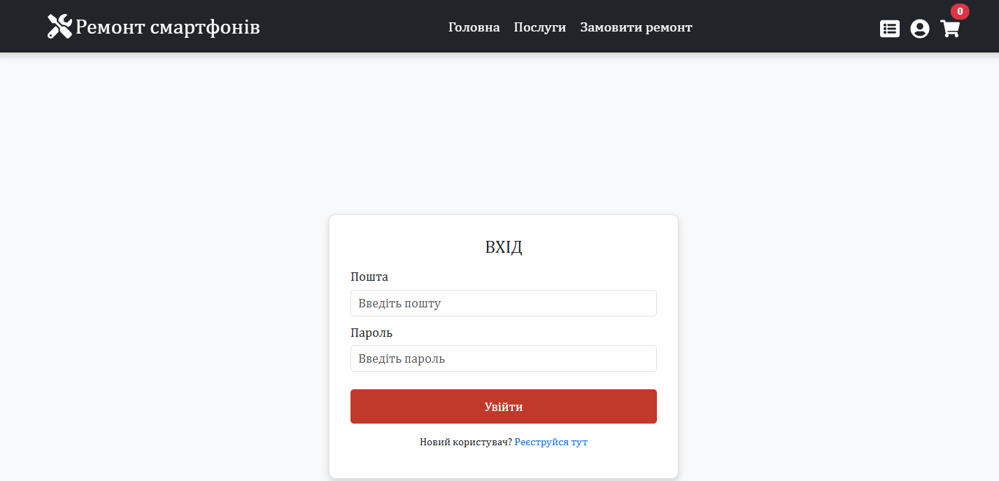 Ремонт смартфонів
Головна Послуги Замовити ремонт
0
ВХІД
Пошта
Введіть пошту
Пароль
Введіть пароль
Увійти
Новий користувач? Реєструйся тут